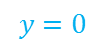 y = 0